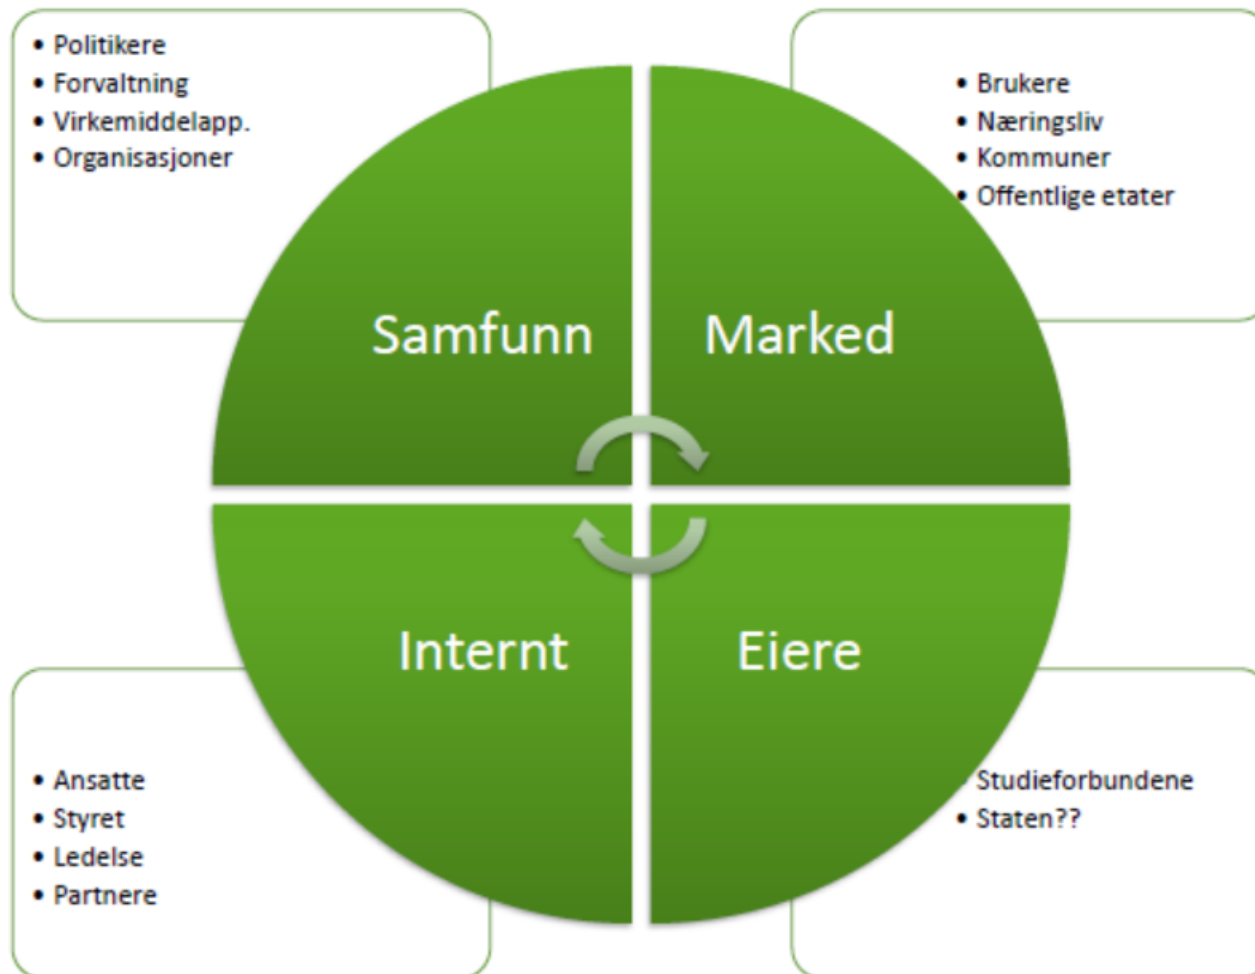 • Politikere
• Forvaltning
• Virkemiddelapp.
• Organisasjoner
• Brukere
• Næringsliv
• Kommuner
• Offentlige etater
Samfunn
Marked
Internt
Eiere
• Ansatte
• Styret
• Ledelse
• Partnere
• Studieforbundene
• Staten??